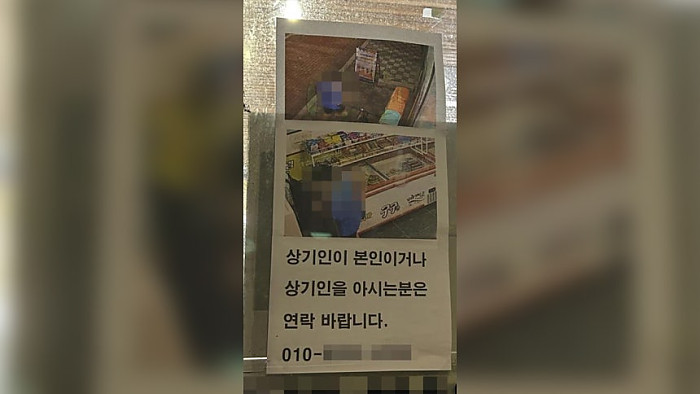 상기인이 본인이거나
상기인을 아시는분은
연락 바랍니다.
010-